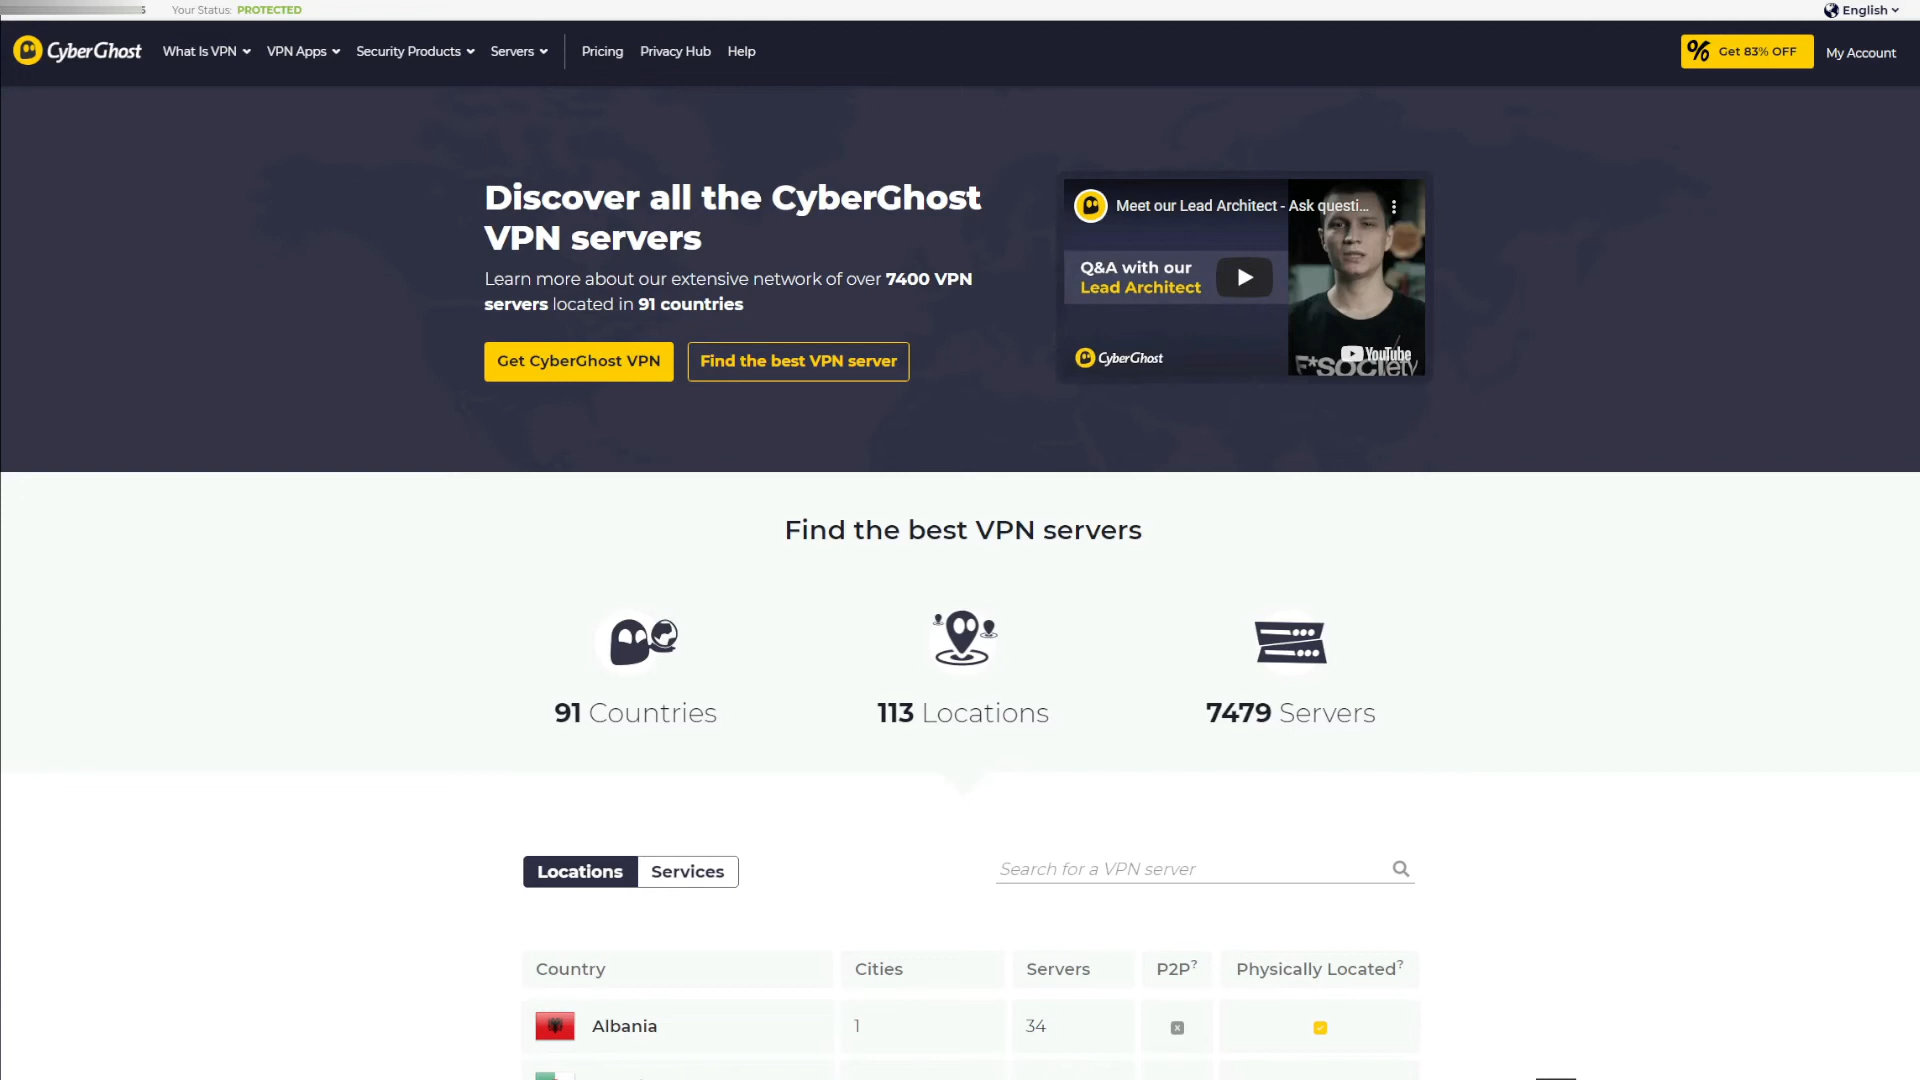 Your Status: PROTECTED
English
CyberGhost
What Is VPN
VPN Apps
Security Products
Servers
Pricing
Privacy Hub
Help
% Get 83% OFF
My Account
Discover all the CyberGhost
VPN servers
Learn more about our extensive network of over 7400 VPN
servers located in 91 countries
Get CyberGhost VPN
Find the best VPN server
Meet our Lead Architect - Ask questi...
Q&A with our
Lead Architect
CyberGhost
YouTube
F*SOCIETY
Find the best VPN servers
91 Countries
113 Locations
7479 Servers
Locations
Services
Search for a VPN server
Country
Cities
Servers
P2P?
Physically Located?
Albania
1
34